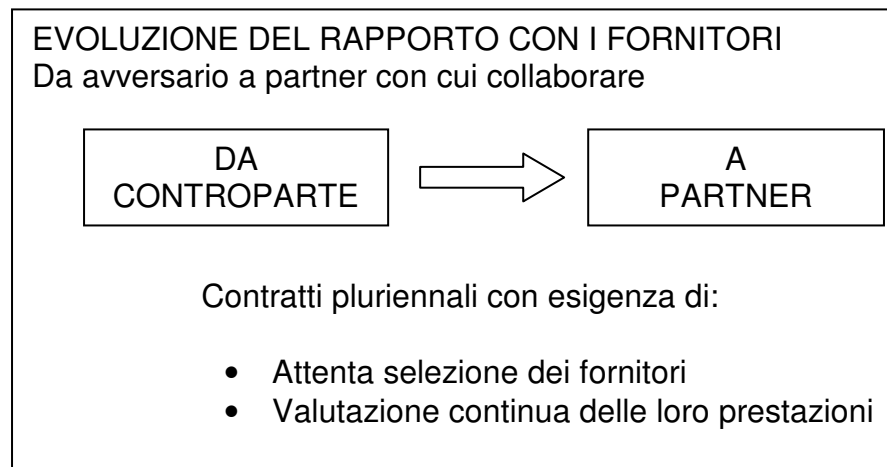 EVOLUZIONE DEL RAPPORTO CON I FORNITORI
Da avversario a partner con cui collaborare
DA
CONTROPARTE
A
PARTNER
Contratti pluriennali con esigenza di:
• Attenta selezione dei fornitori
• Valutazione continua delle loro prestazioni